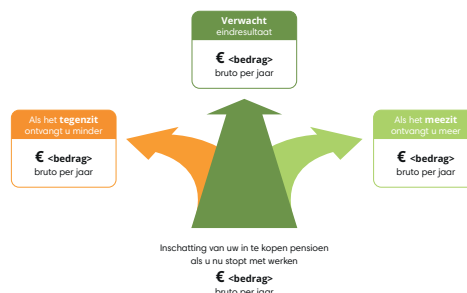 Verwacht
eindresultaat
€ <bedrag>
bruto per jaar
Als het tegenzit
ontvangt u minder
€ <bedrag>
bruto per jaar
Als het meezit
ontvangt u meer
€ <bedrag>
bruto per jaar
Inschatting van uw in te kopen pensioen
als u nu stopt met werken
€ <bedrag>
bruto per jaar